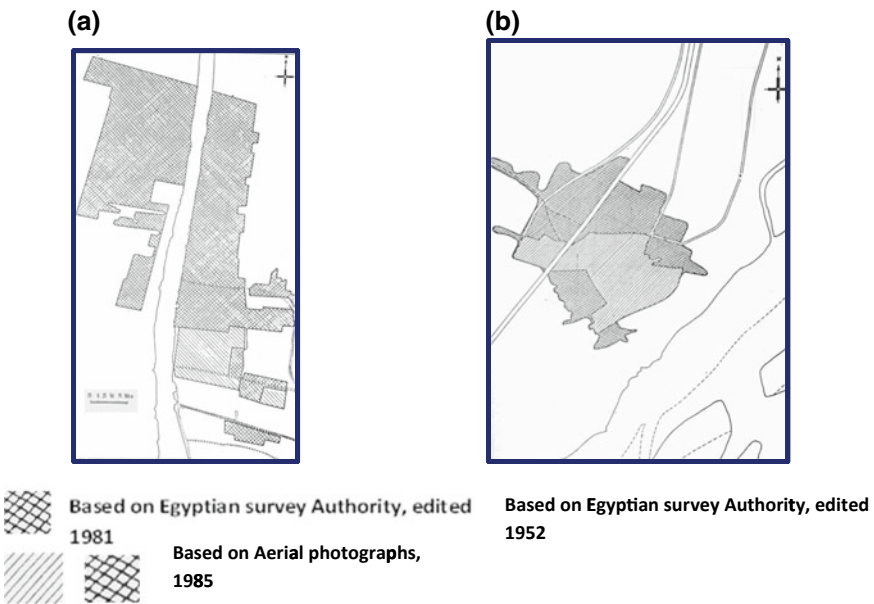 (a)
(b)
Based on Egyptian survey Authority, edited
1981
Based on Aerial photographs,
1985
Based on Egyptian survey Authority, edited
1952